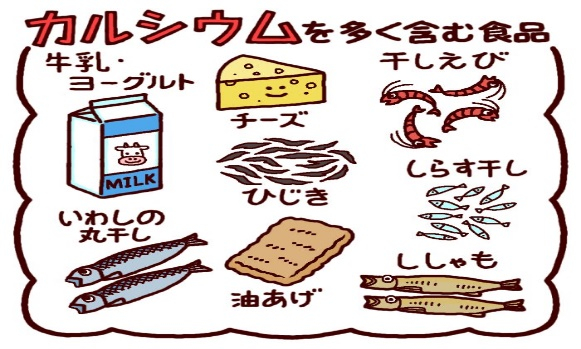 カルシウムを多く含む食品
牛乳・
ヨーグルト
MILK
チーズ
干しえび
ひじき
しらす干し
いわしの
丸干し
油あげ
ししゃも